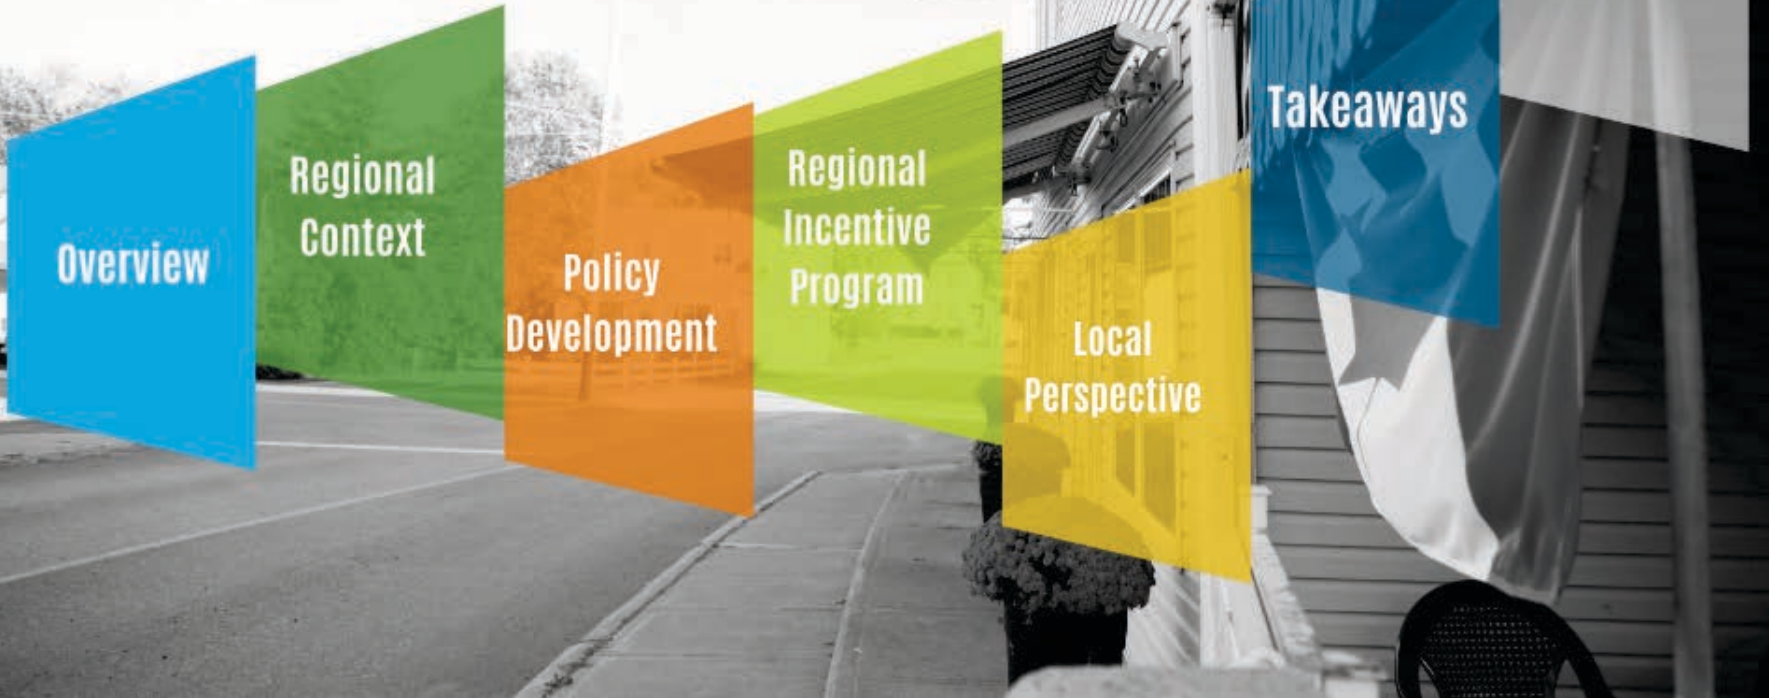 Overview
Regional
Context
Policy
Development
Regional
Incentive
Program
Local
Perspective
Takeaways